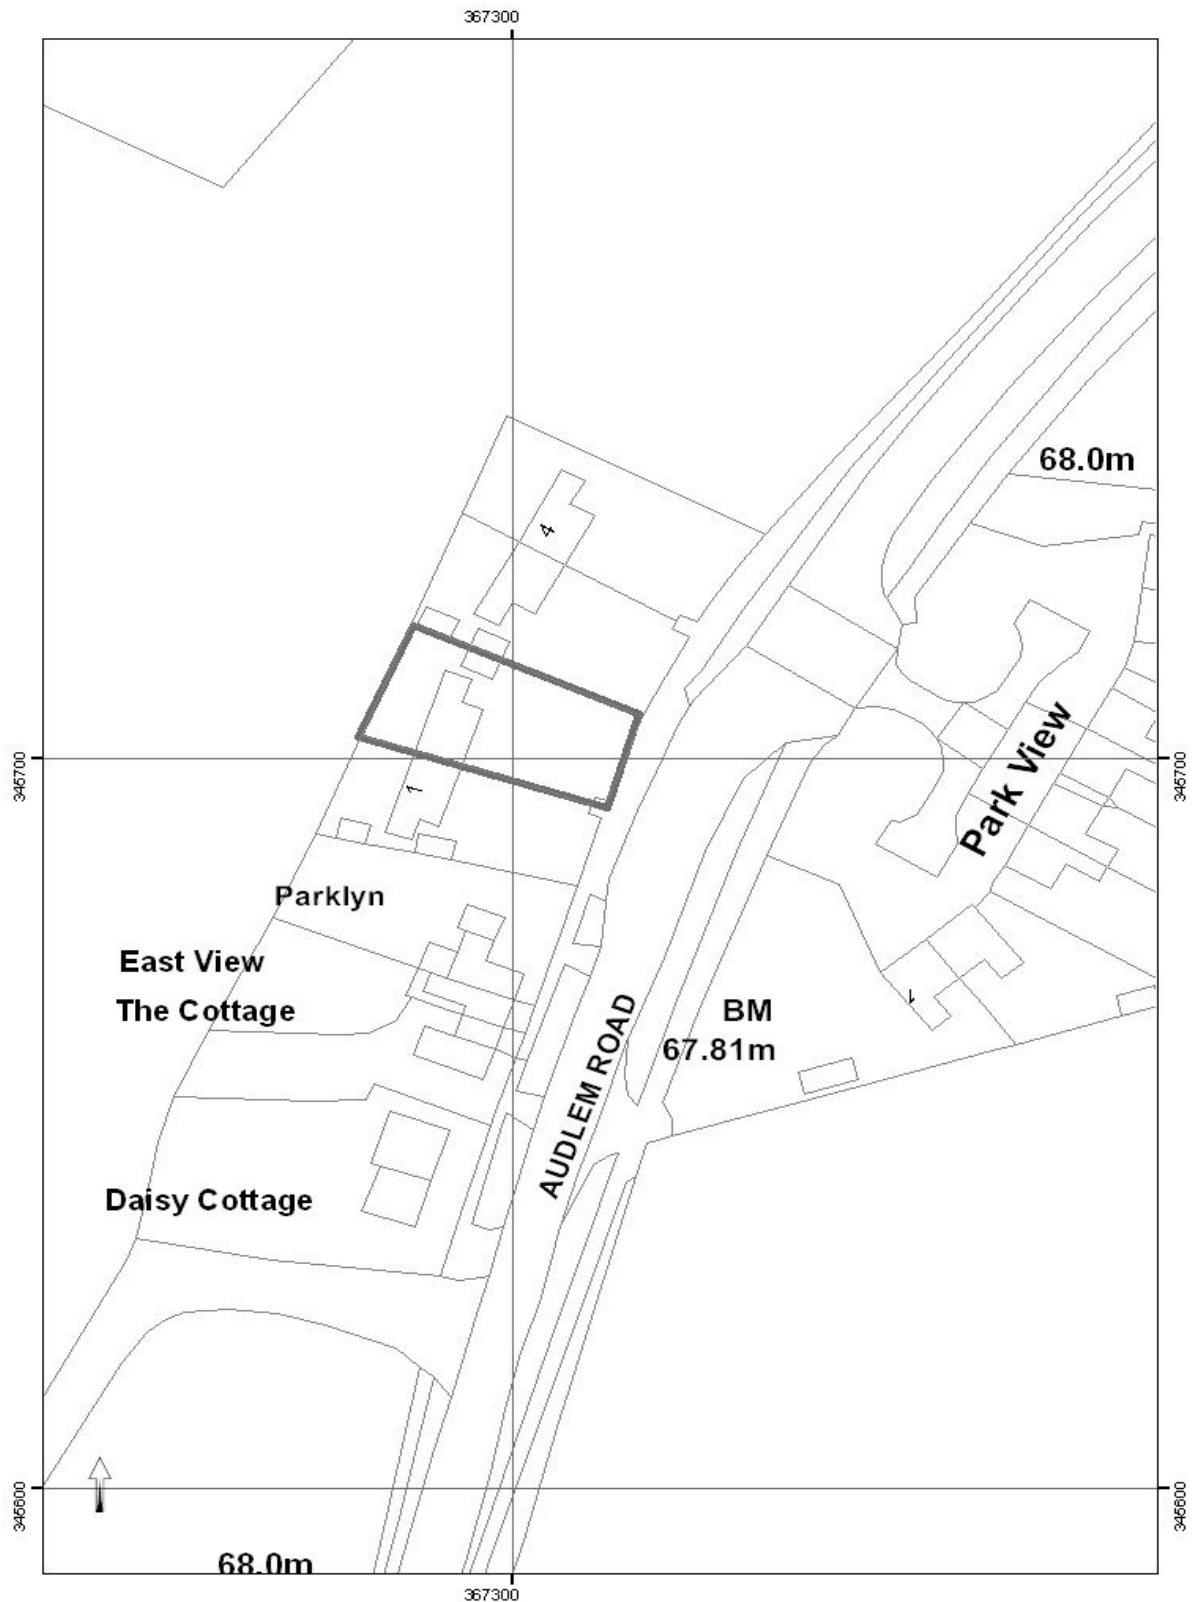 367300
68.0m
4
345700
345700
1
Park View
Parklyn
East View
The Cottage
1
BM
67.81m
AUDLEM ROAD
Daisy Cottage
345600
345600
68.0m
367300